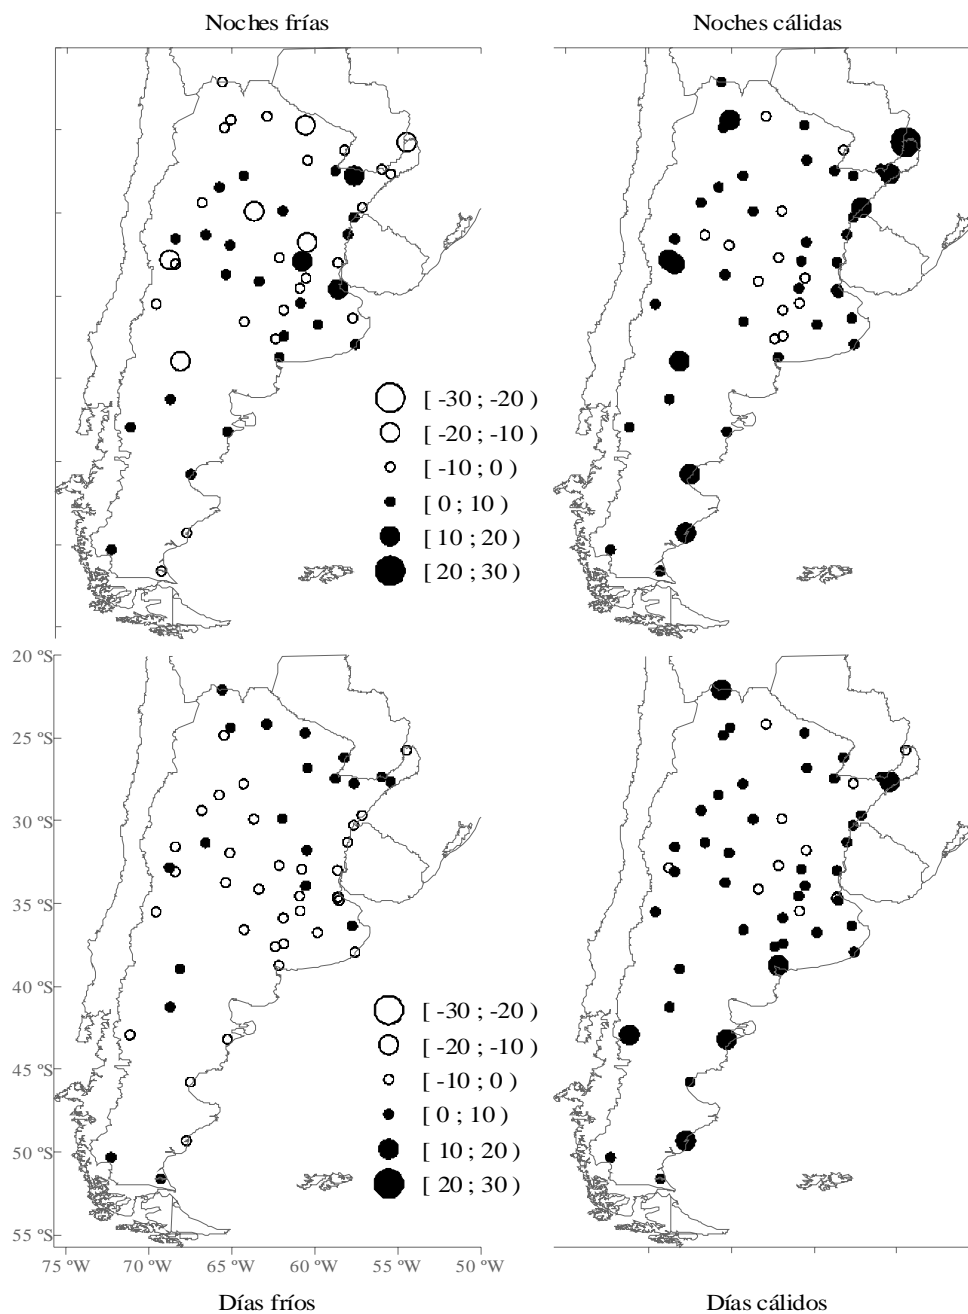 Noches frías
Noches cálidas
[ -30 ; -20 )
[ -20 ; -10 )
[ -10 ; 0 )
[ 0 ; 10 )
[ 10 ; 20 )
[ 20 ; 30 )
20 ºS
25 ºS
30 ºS
35 ºS
40 ºS
45 ºS
50 ºS
55 ºS
[ -30 ; -20 )
[ -20 ; -10 )
[ -10 ; 0 )
[ 0 ; 10 )
[ 10 ; 20 )
[ 20 ; 30 )
75 ºW 70 ºW 65 ºW 60 ºW 55 ºW 50 ºW
Días fríos
Días cálidos